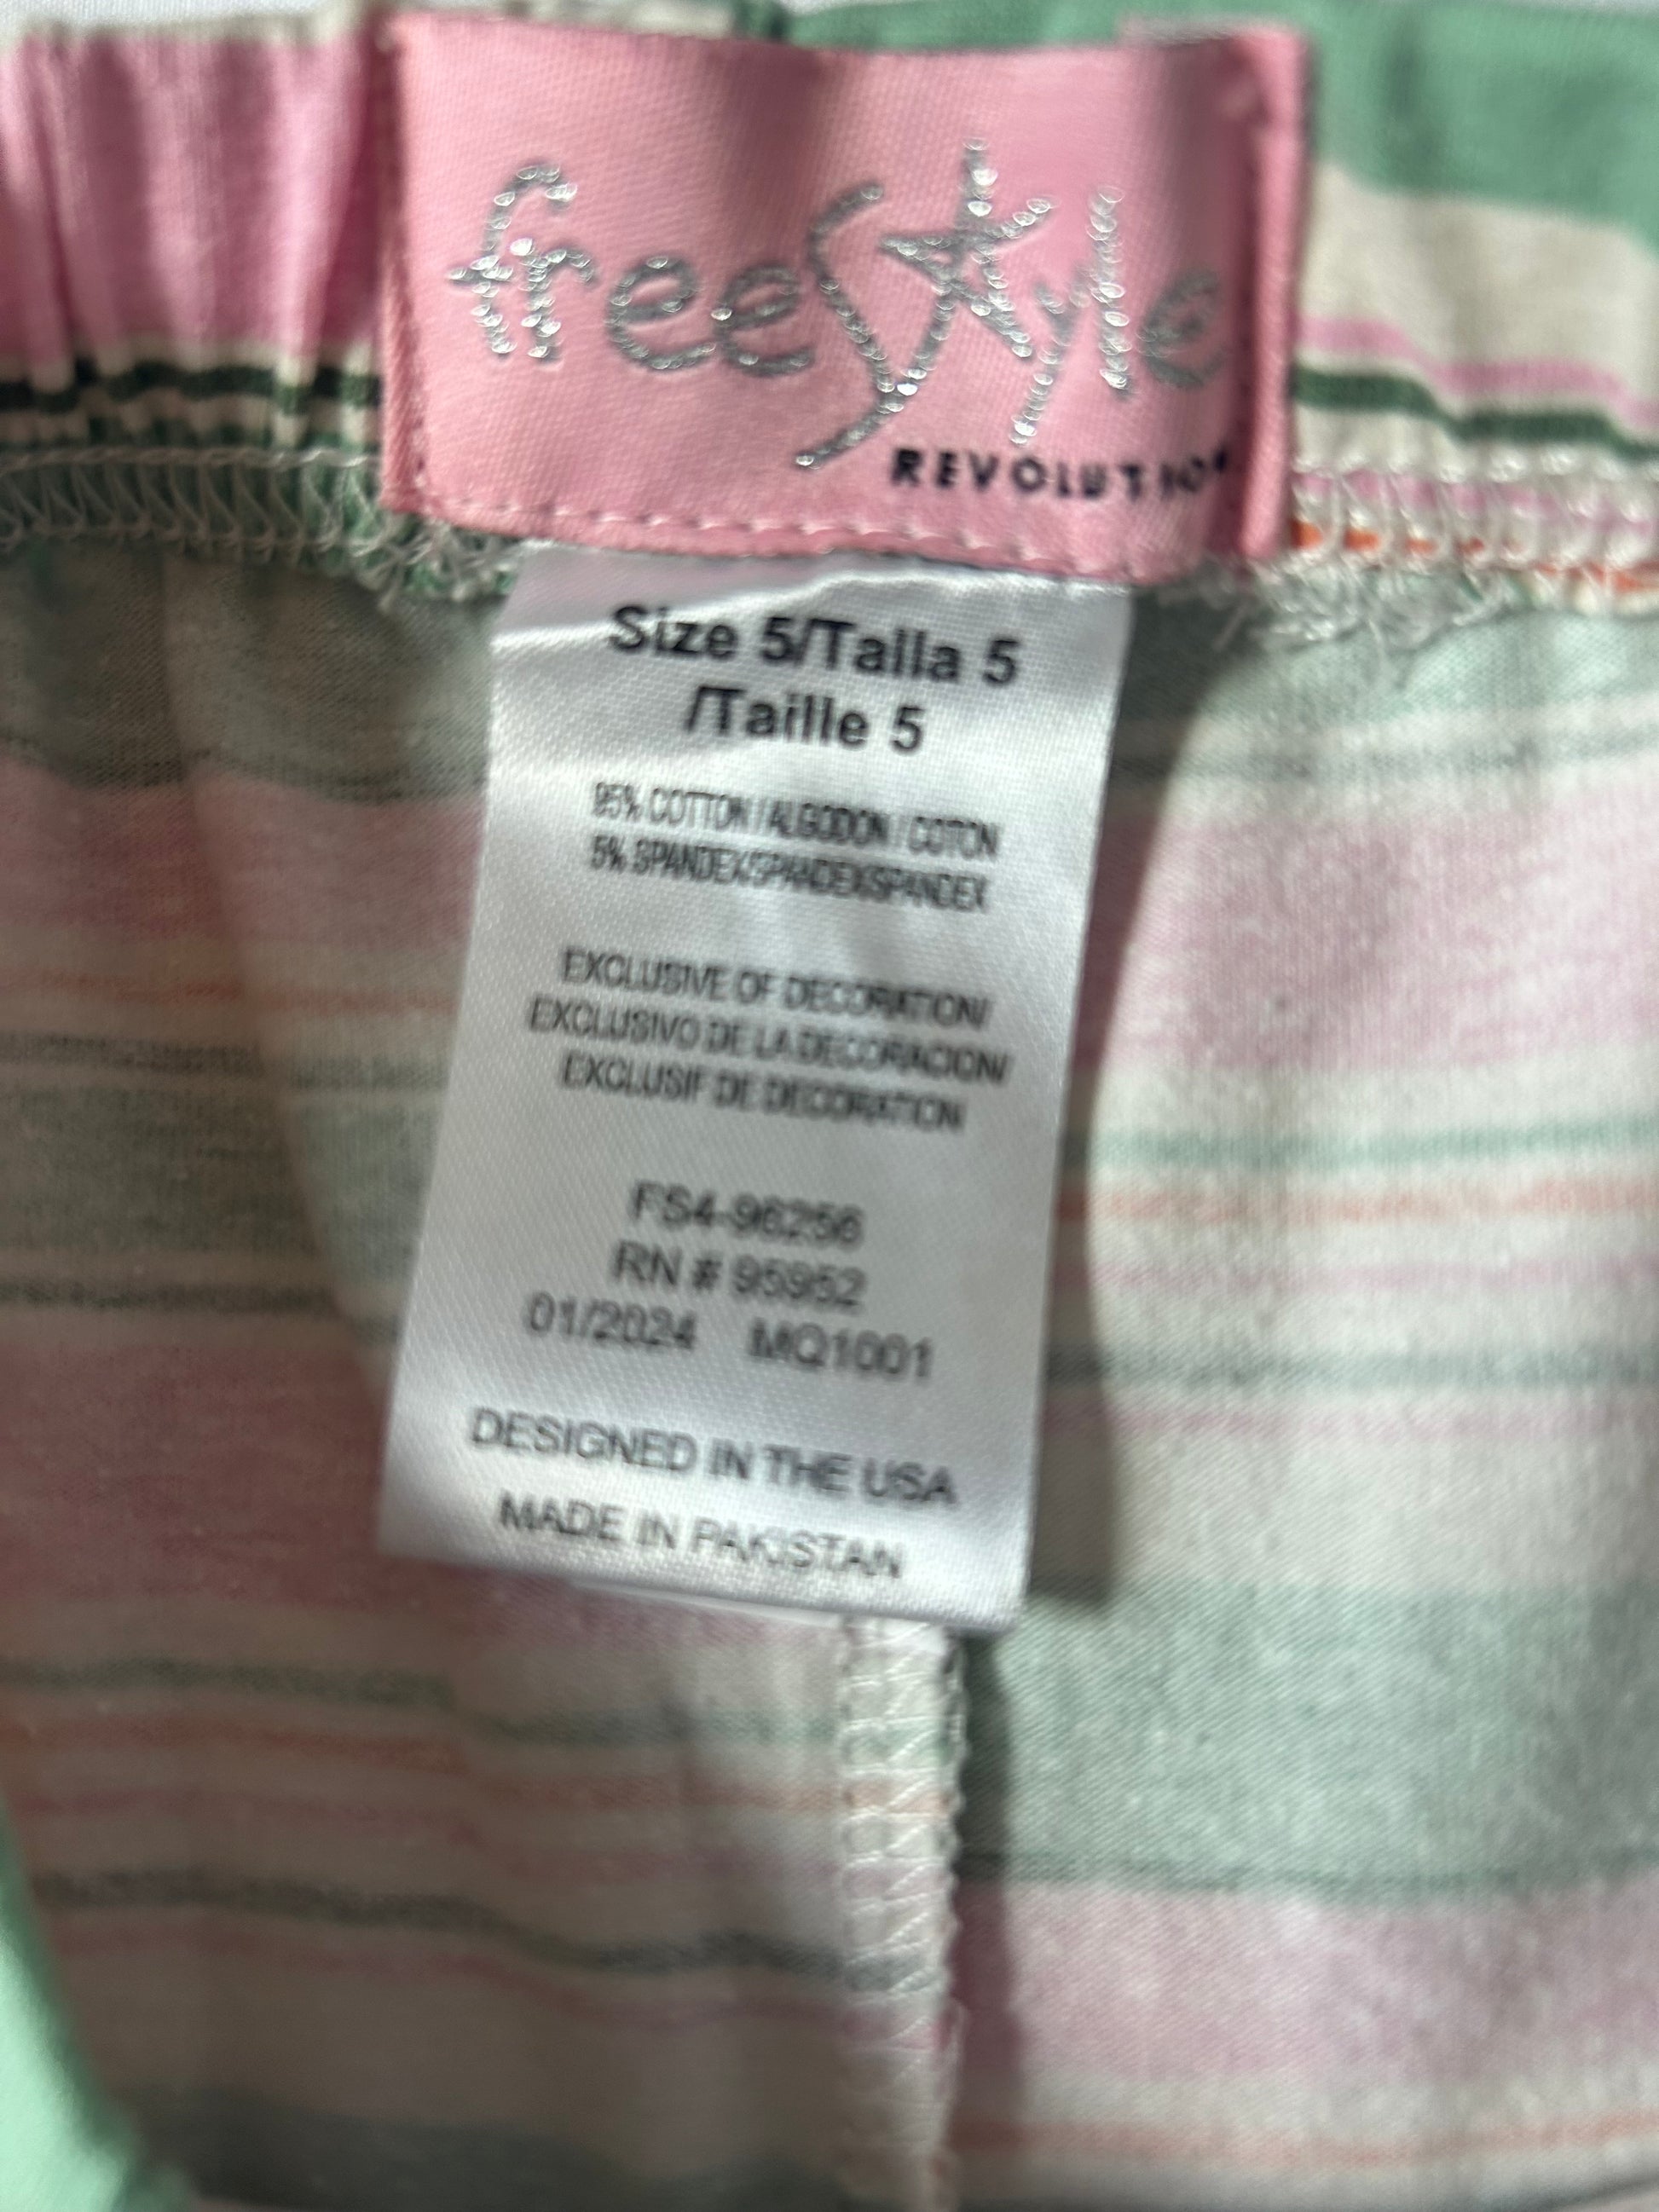 freestyle
REVOLUTION
Size 5/Talla 5
/Taille 5
95% COTTON / ALGODON / COTON
5% SPANDEX/SPANDEX/SPANDEX
EXCLUSIVE OF DECORATION/
EXCLUSIVO DE LA DECORACION/
EXCLUSIF DE DECORATION
FS4-96256
RN # 95952
01/2024 MQ1001
DESIGNED IN THE USA
MADE IN PAKISTAN